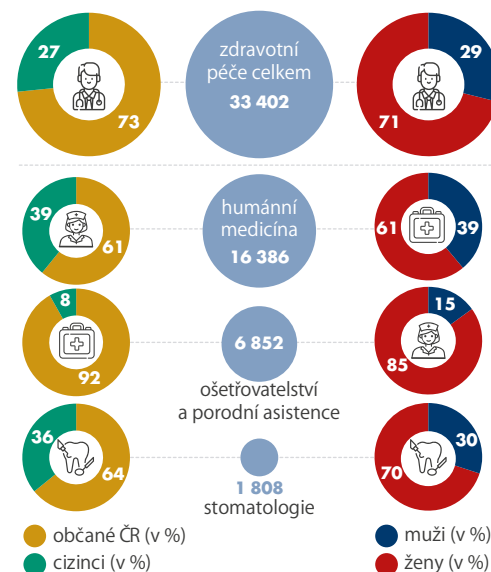 27
73
zdravotní
péče celkem
33 402
29
71
39
61
humánní
medicína
16 386
61
39
8
92
6 852
ošetřovatelství
a porodní asistence
15
85
36
64
1 808
stomatologie
30
70
občané ČR (v %)
cizinci (v %)
muži (v %)
ženy (v %)